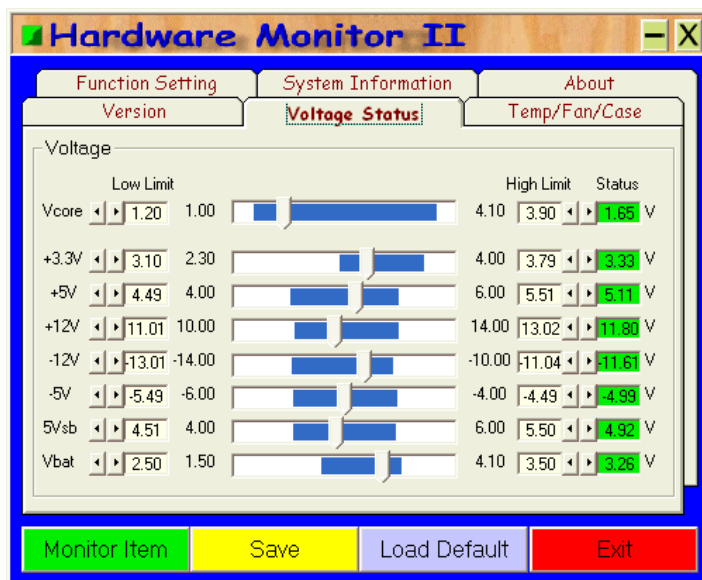 Hardware Monitor II
Function Setting System Information About
Version Voltage Status Temp/Fan/Case
Voltage
Low Limit High Limit Status
Vcore 1.20 1.00 4.10 3.90 1.65 V
+3.3V 3.10 2.30 4.00 3.79 3.33 V
+5V 4.49 4.00 6.00 5.51 5.11 V
+12V 11.01 10.00 14.00 13.02 11.80 V
-12V -13.01 -14.00 -10.00 -11.04 -11.61 V
-5V -5.49 -6.00 -4.00 -4.49 -4.99 V
5Vsb 4.51 4.00 6.00 5.50 4.92 V
Vbat 2.50 1.50 4.10 3.50 3.26 V
Monitor Item Save Load Default Exit